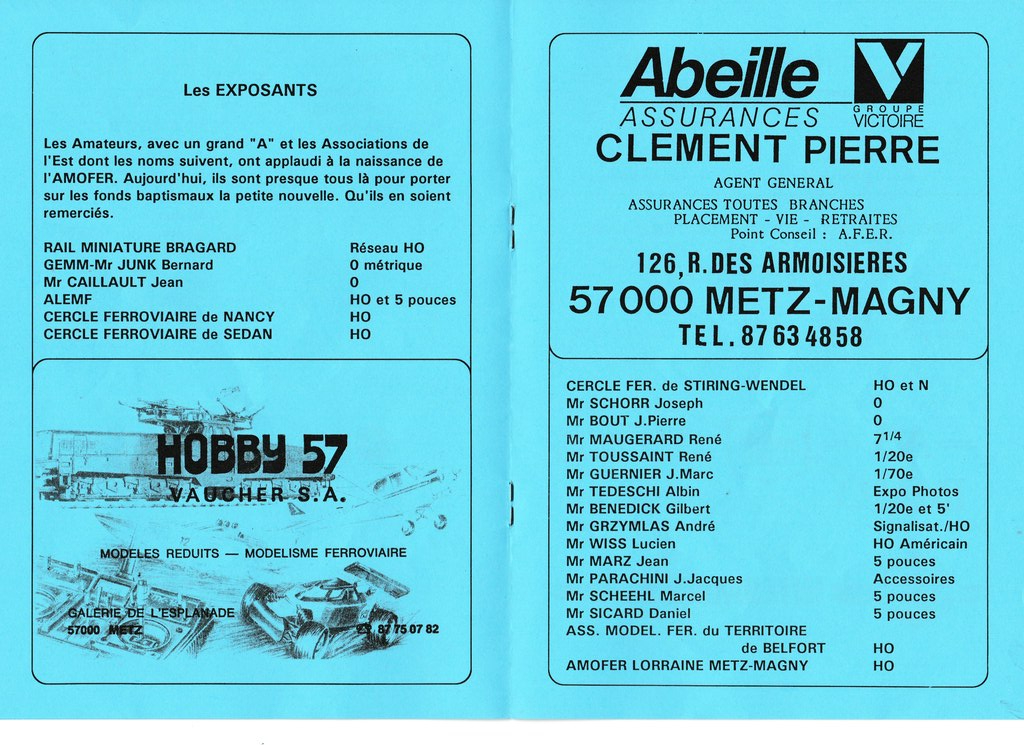 Les EXPOSANTS
Les Amateurs, avec un grand "A" et les Associations de
l'Est dont les noms suivent, ont applaudi à la naissance de
l'AMOFER. Aujourd'hui, ils sont presque tous là pour porter
sur les fonds baptismaux la petite nouvelle. Qu'ils en soient
remerciés.
RAIL MINIATURE BRAGARD Réseau HO
GEMM-Mr JUNK Bernard 0 métrique
Mr CAILLAULT Jean 0
ALEMF HO et 5 pouces
CERCLE FERROVIAIRE de NANCY HO
CERCLE FERROVIAIRE de SEDAN HO
HOBBY 57
VAUCHER S.A.
MODELES REDUITS — MODELISME FERROVIAIRE
GALERIE DE L'ESPLANADE
57000 METZ ☎ 87 75 07 82
Abeille
ASSURANCES
GROUPE
VICTOIRE
CLEMENT PIERRE
AGENT GENERAL
ASSURANCES TOUTES BRANCHES
PLACEMENT - VIE - RETRAITES
Point Conseil : A.F.E.R.
126, R. DES ARMOISIERES
57000 METZ-MAGNY
TEL. 87 63 48 58
CERCLE FER. de STIRING-WENDEL HO et N
Mr SCHORR Joseph 0
Mr BOUT J.Pierre 0
Mr MAUGERARD René 7 1/4
Mr TOUSSAINT René 1/20e
Mr GUERNIER J.Marc 1/70e
Mr TEDESCHI Albin Expo Photos
Mr BENEDICK Gilbert 1/20e et 5'
Mr GRZYMLAS André Signalisat./HO
Mr WISS Lucien HO Américain
Mr MARZ Jean 5 pouces
Mr PARACHINI J.Jacques Accessoires
Mr SCHEEHL Marcel 5 pouces
Mr SICARD Daniel 5 pouces
ASS. MODEL. FER. du TERRITOIRE
de BELFORT HO
AMOFER LORRAINE METZ-MAGNY HO